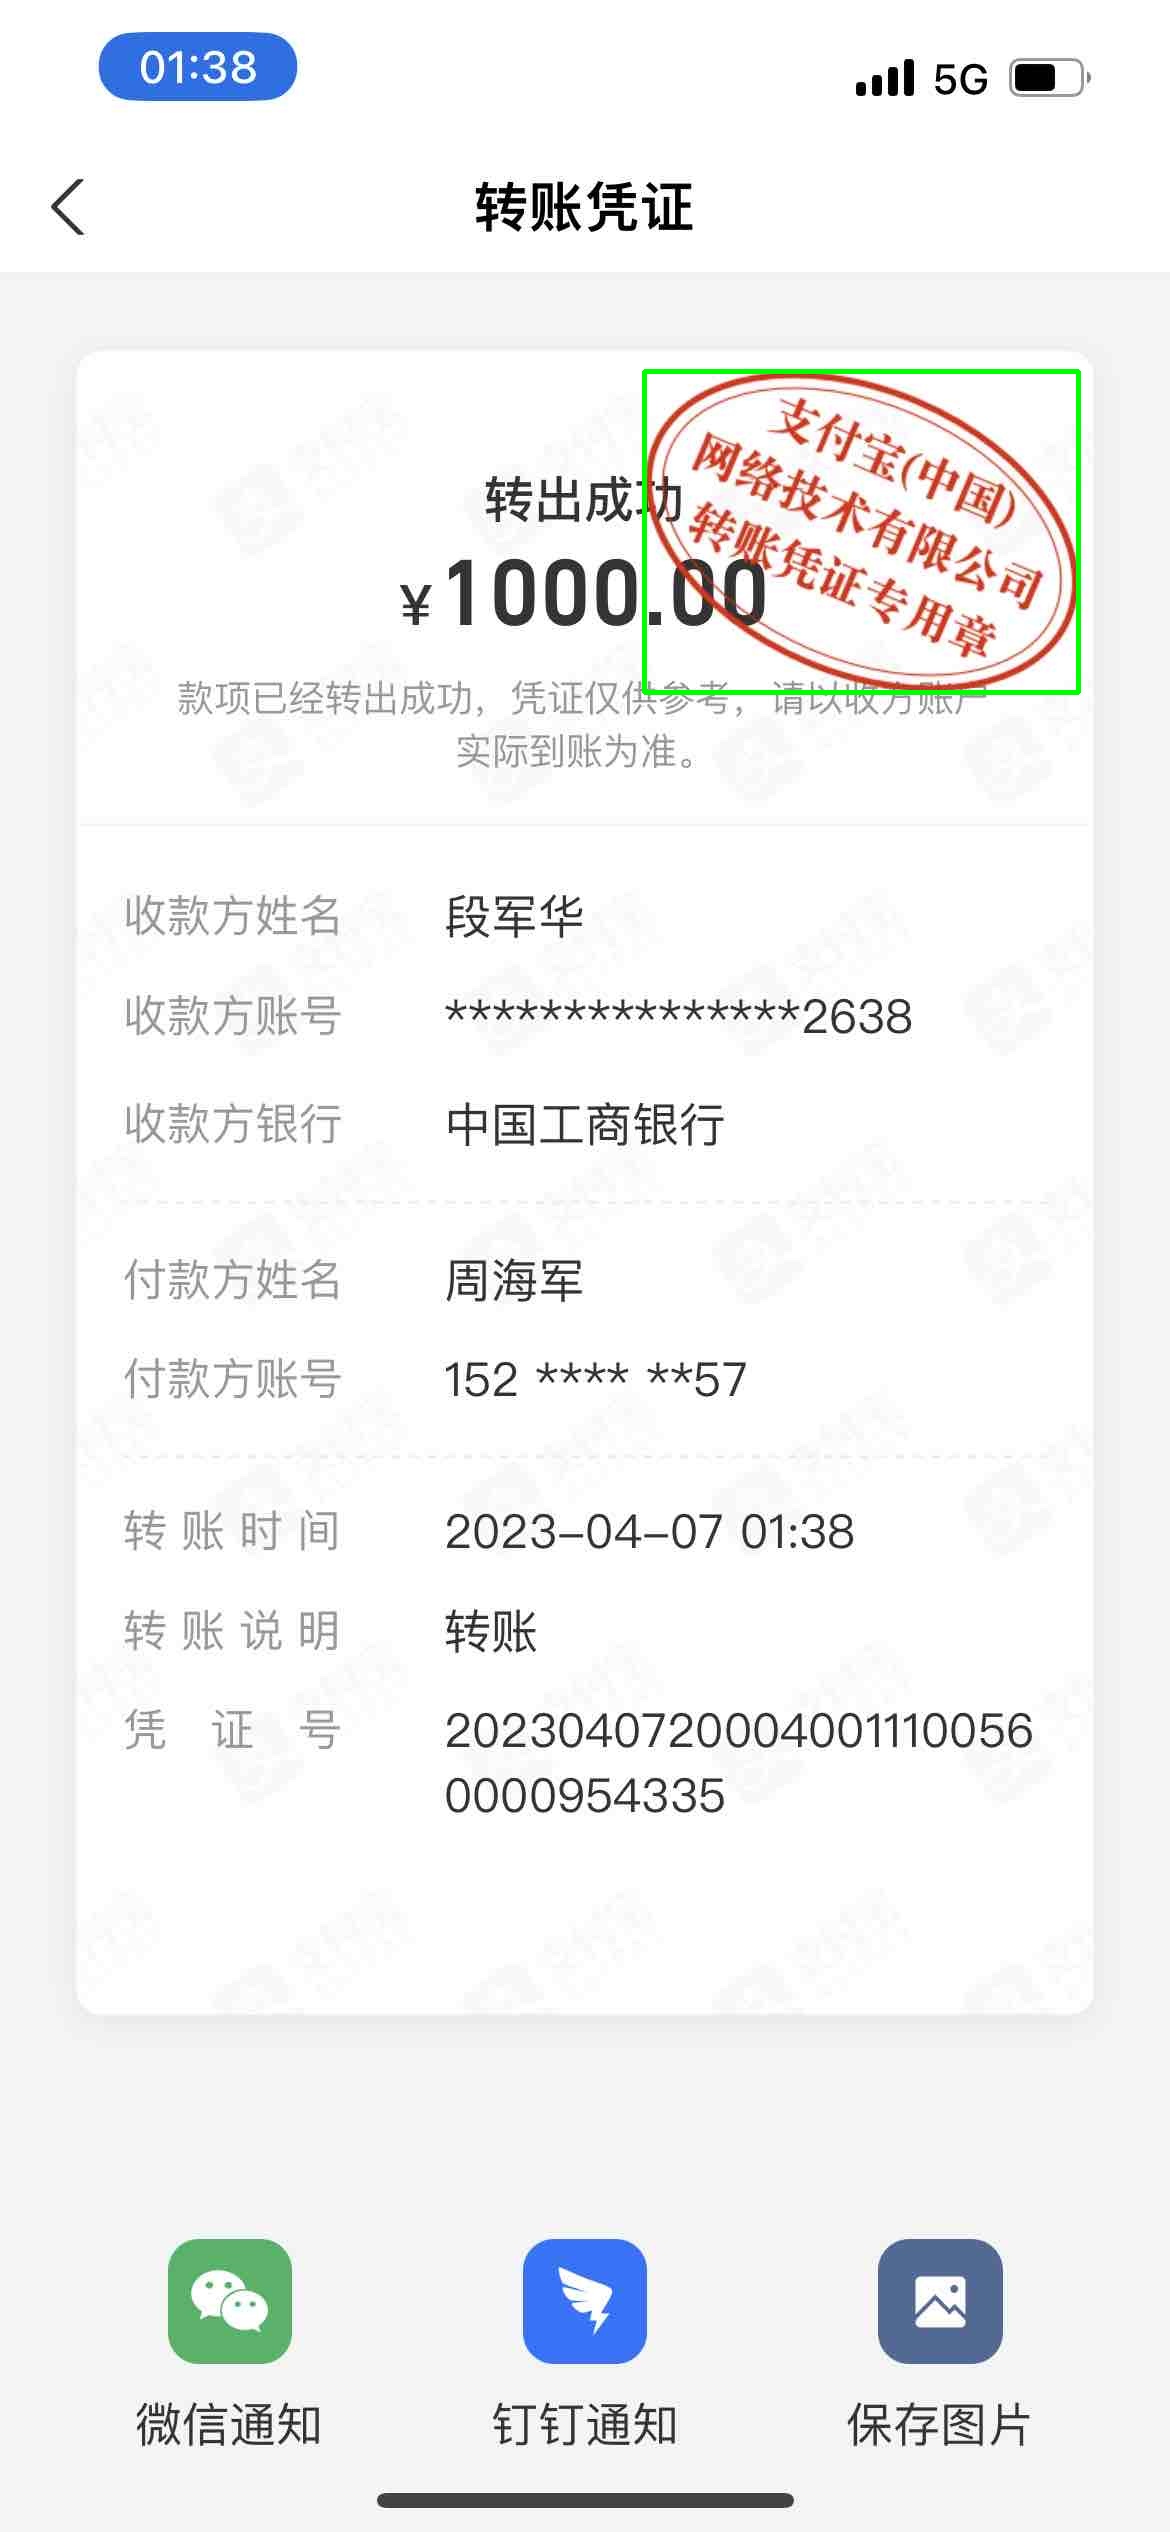 01:38
5G
转账凭证
支付宝(中国)
网络技术有限公司
转账凭证专用章
转出成功
¥1000.00
款项已经转出成功，凭证仅供参考，请以收方账户
实际到账为准。
收款方姓名 段军华
收款方账号 ***************2638
收款方银行 中国工商银行
付款方姓名 周海军
付款方账号 152 **** **57
转账时间 2023-04-07 01:38
转账说明 转账
凭证号 2023040720004001110056
0000954335
微信通知 钉钉通知 保存图片